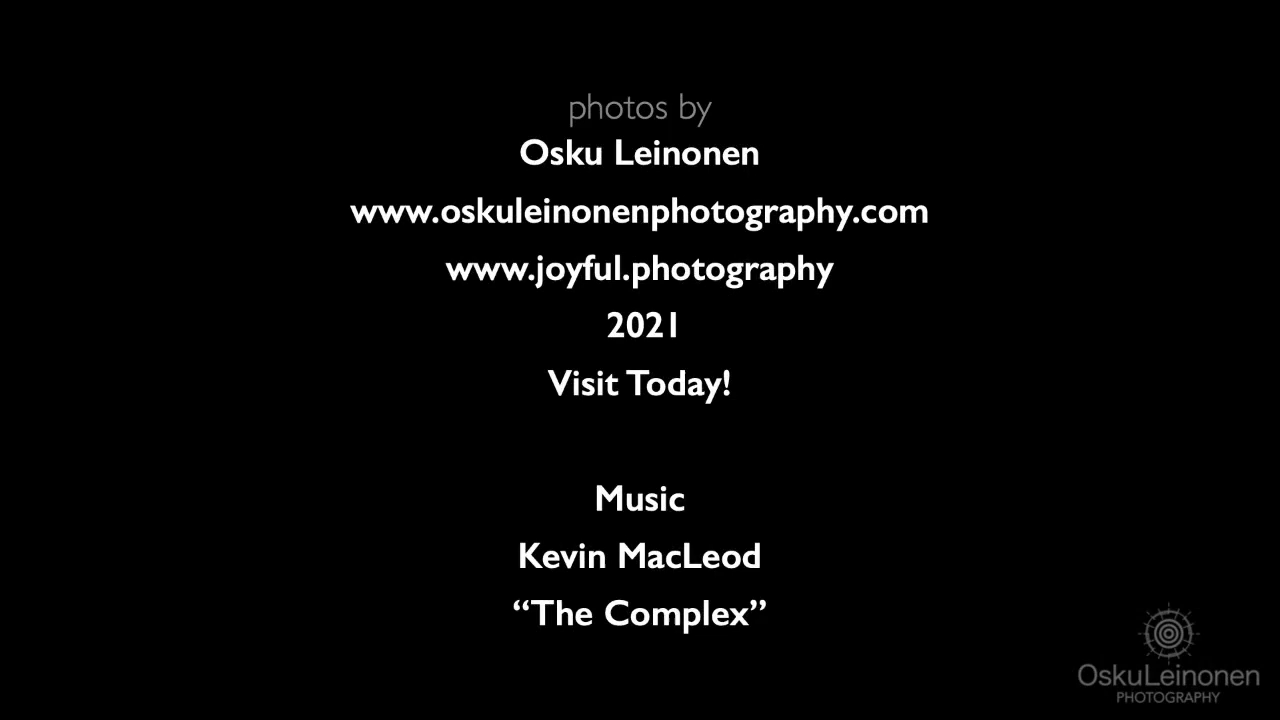 photos by
Osku Leinonen
www.oskuleinonenphotography.com
www.joyful.photography
2021
Visit Today!
Music
Kevin MacLeod
“The Complex”
OskuLeinonen
PHOTOGRAPHY